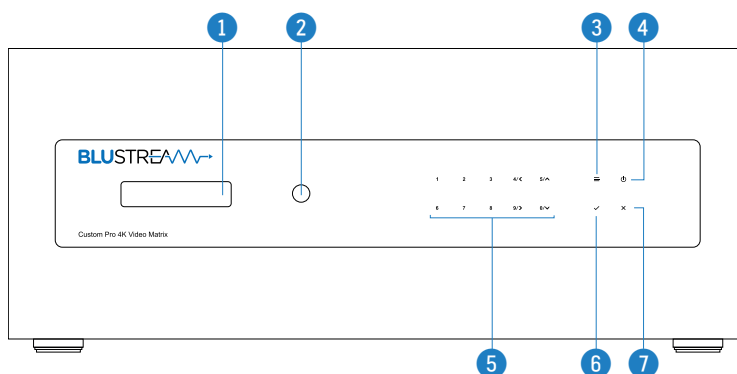 1 2 3 4
BLUSTREAM
1 2 3 4/< 5/∧
6 7 8 9/> 0/∨
Custom Pro 4K Video Matrix
5 6 7